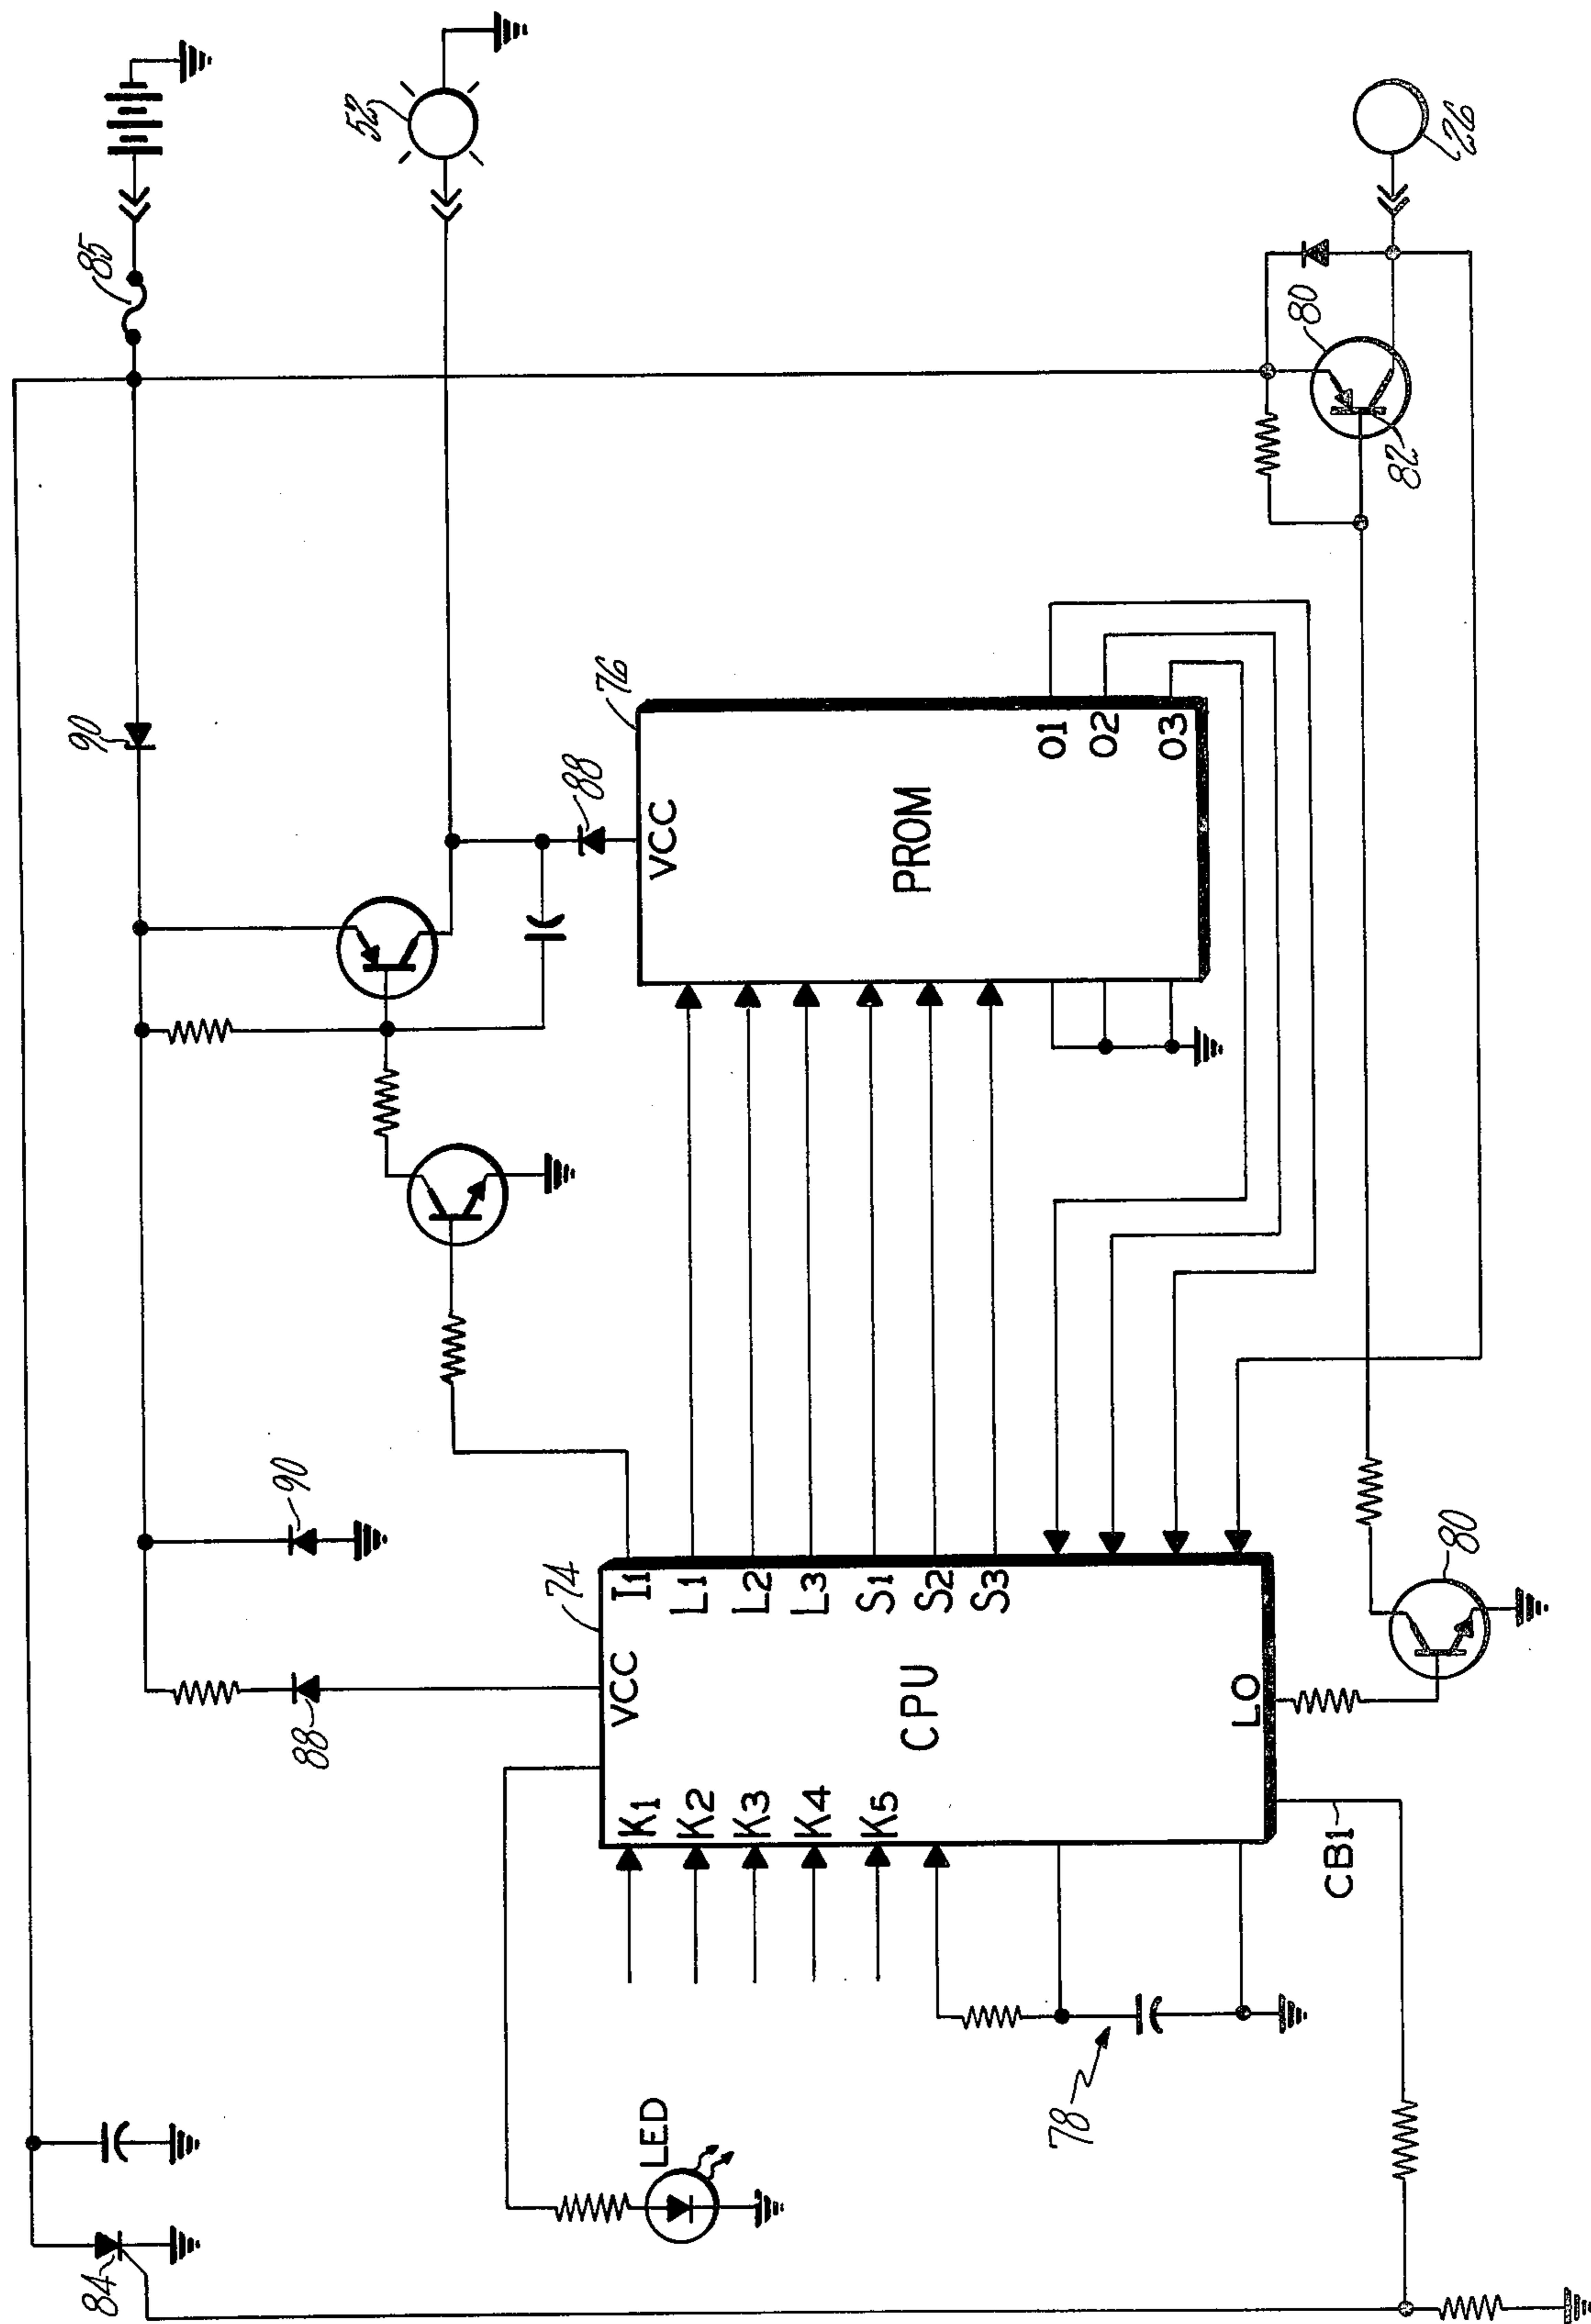 85
52
90
76
88
VCC
PROM
O1
O2
O3
80
82
26
90
88
74
VCC
I1
L1
L2
L3
S1
S2
S3
CPU
K1
K2
K3
K4
K5
LO
CB1
80
78
LED
84